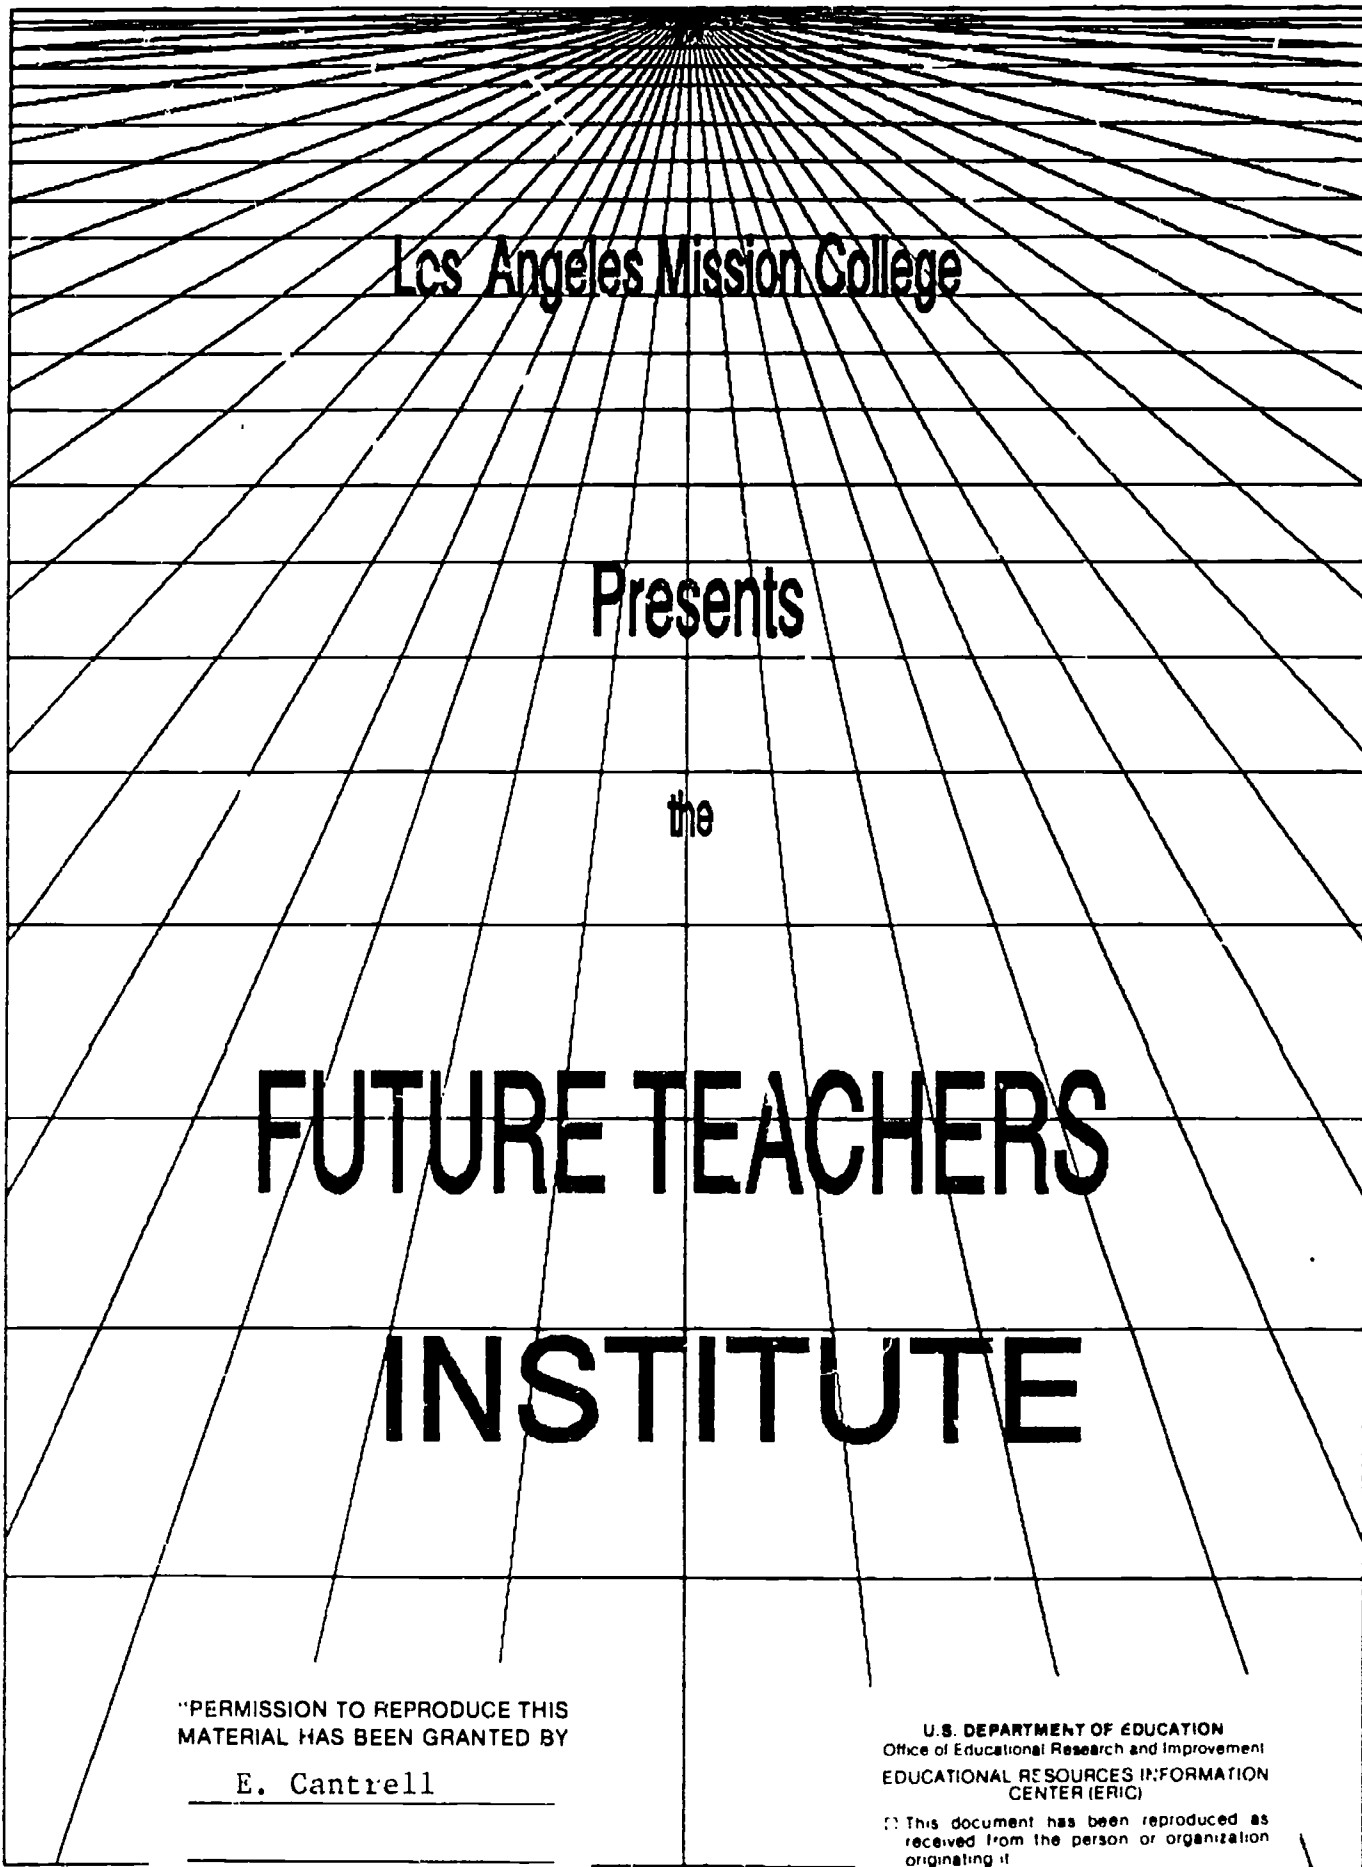 Los Angeles Mission College
Presents
the
FUTURE TEACHERS
INSTITUTE
"PERMISSION TO REPRODUCE THIS
MATERIAL HAS BEEN GRANTED BY
E. Cantrell
U.S. DEPARTMENT OF EDUCATION
Office of Educational Research and Improvement
EDUCATIONAL RESOURCES INFORMATION
CENTER (ERIC)
This document has been reproduced as
received from the person or organization
originating it